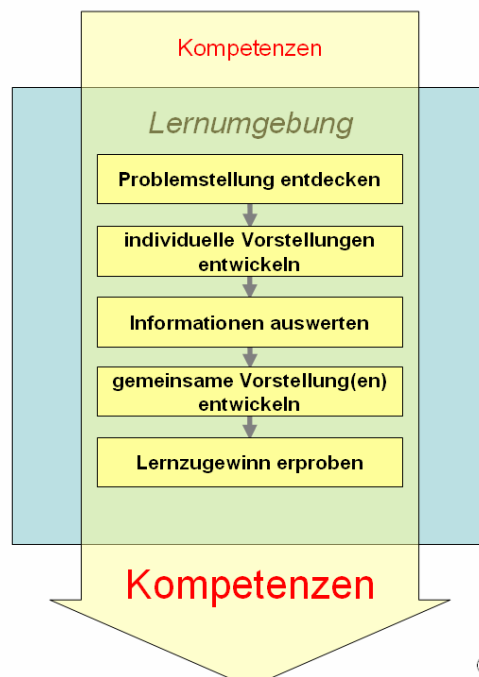 Kompetenzen
Lernumgebung
Problemstellung entdecken
individuelle Vorstellungen
entwickeln
Informationen auswerten
gemeinsame Vorstellung(en)
entwickeln
Lernzugewinn erproben
Kompetenzen